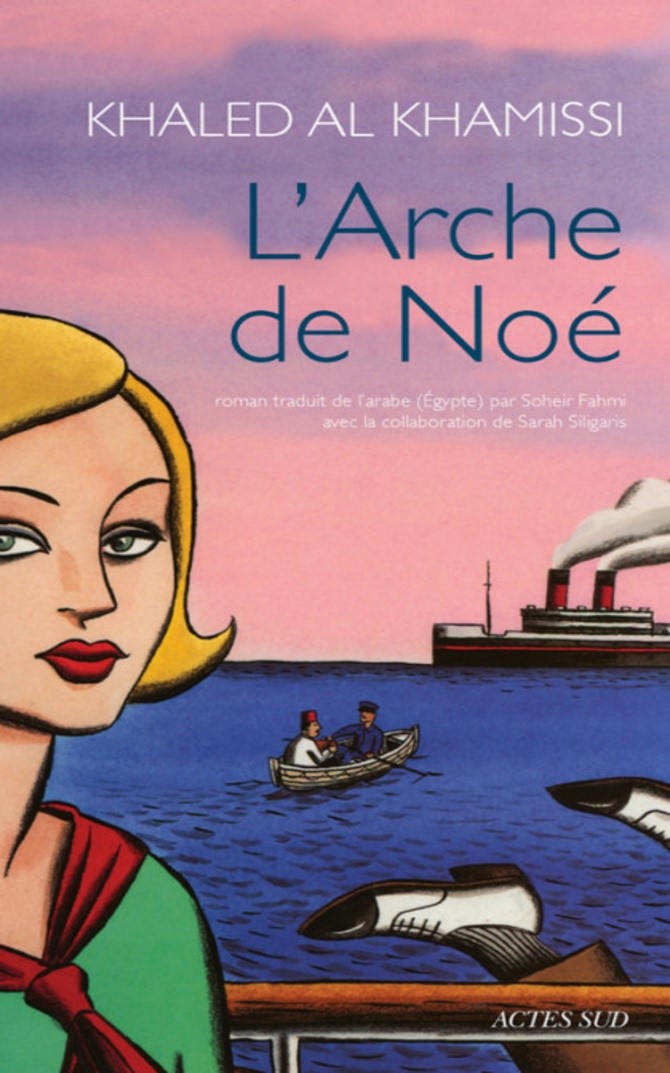 KHALED AL KHAMISSI
L'Arche
de Noé
roman traduit de l'arabe (Égypte) par Soheir Fahmi
avec la collaboration de Sarah Siligaris
ACTES SUD